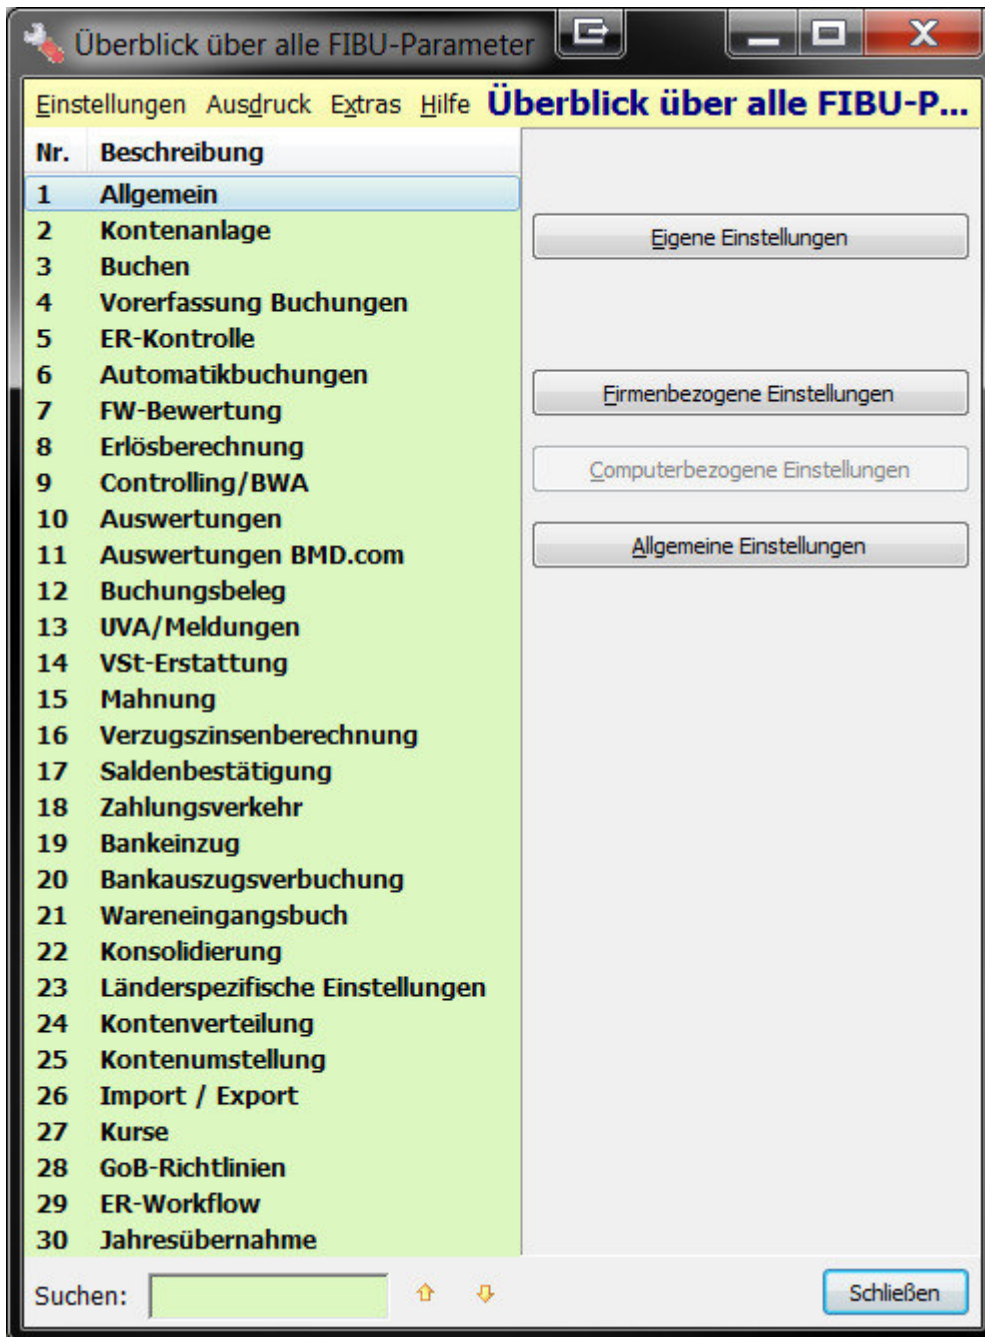 Überblick über alle FIBU-Parameter
Einstellungen Ausdruck Extras Hilfe Überblick über alle FIBU-P...
Nr. Beschreibung
1 Allgemein
2 Kontenanlage
3 Buchen
4 Vorerfassung Buchungen
5 ER-Kontrolle
6 Automatikbuchungen
7 FW-Bewertung
8 Erlösberechnung
9 Controlling/BWA
10 Auswertungen
11 Auswertungen BMD.com
12 Buchungsbeleg
13 UVA/Meldungen
14 VSt-Erstattung
15 Mahnung
16 Verzugszinsenberechnung
17 Saldenbestätigung
18 Zahlungsverkehr
19 Bankeinzug
20 Bankauszugsverbuchung
21 Wareneingangsbuch
22 Konsolidierung
23 Länderspezifische Einstellungen
24 Kontenverteilung
25 Kontenumstellung
26 Import / Export
27 Kurse
28 GoB-Richtlinien
29 ER-Workflow
30 Jahresübernahme
Eigene Einstellungen
Firmenbezogene Einstellungen
Computerbezogene Einstellungen
Allgemeine Einstellungen
Suchen:
Schließen